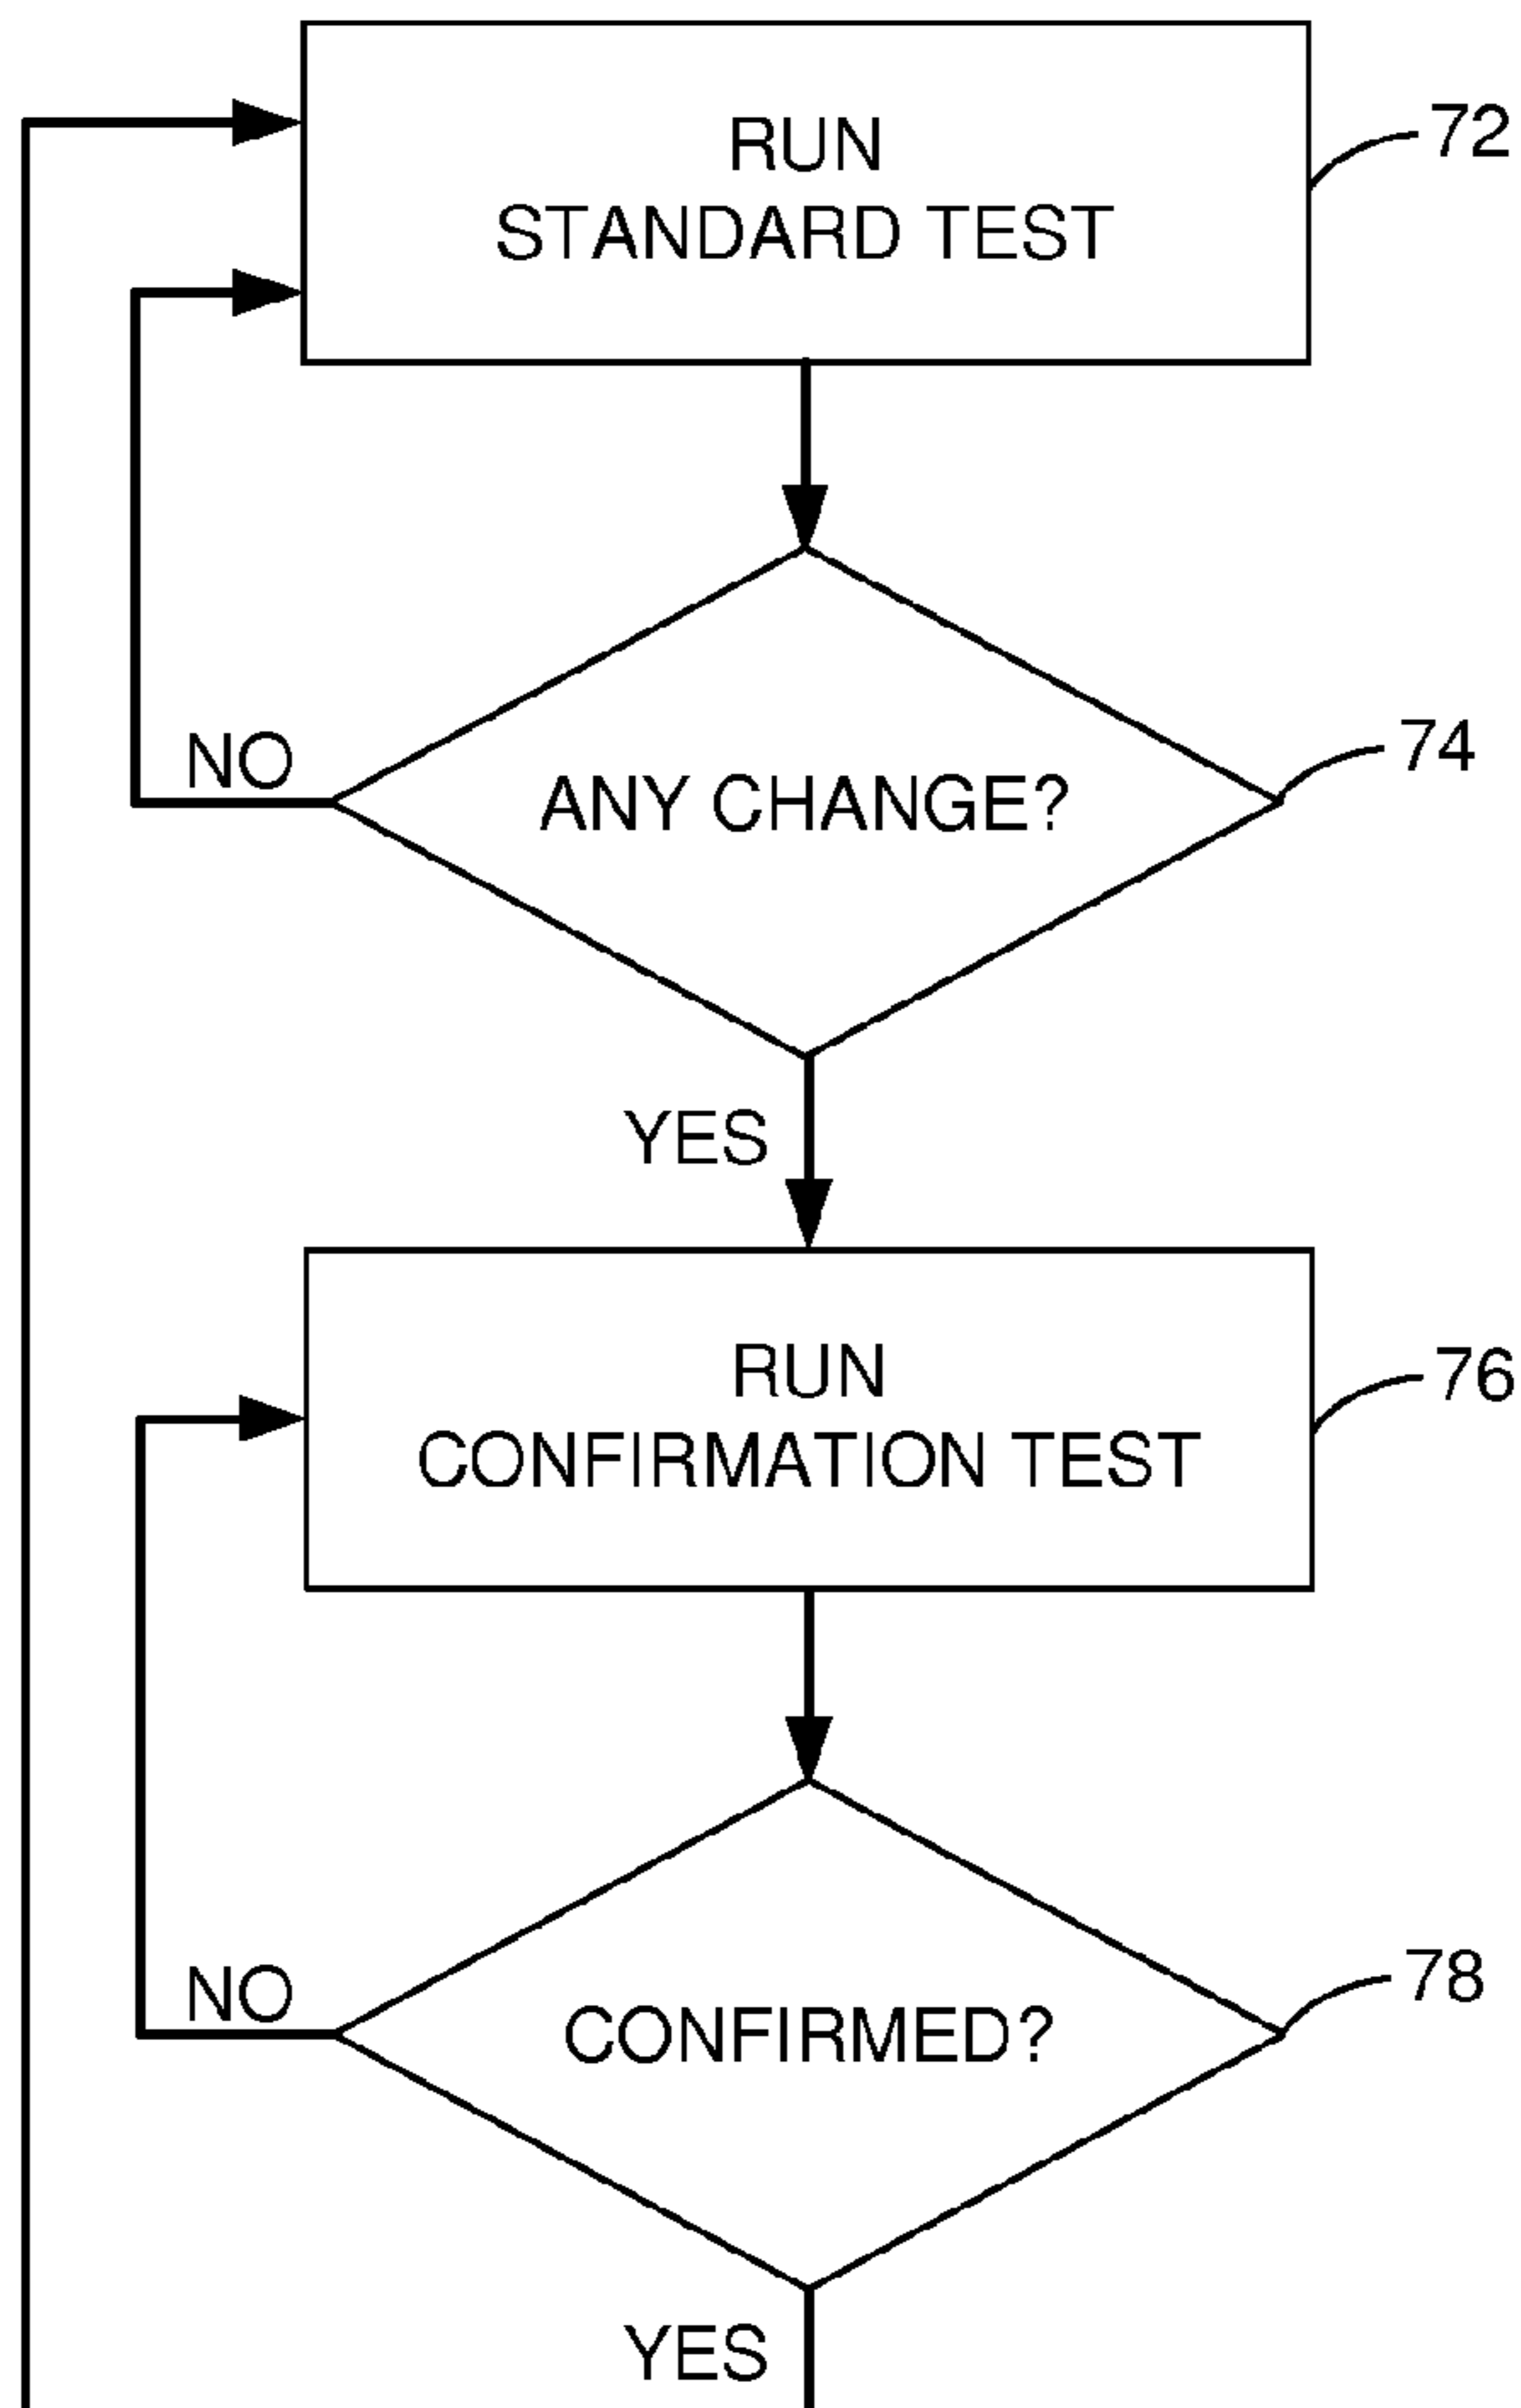 RUN
STANDARD TEST
72
NO
ANY CHANGE?
74
YES
RUN
CONFIRMATION TEST
76
NO
CONFIRMED?
78
YES